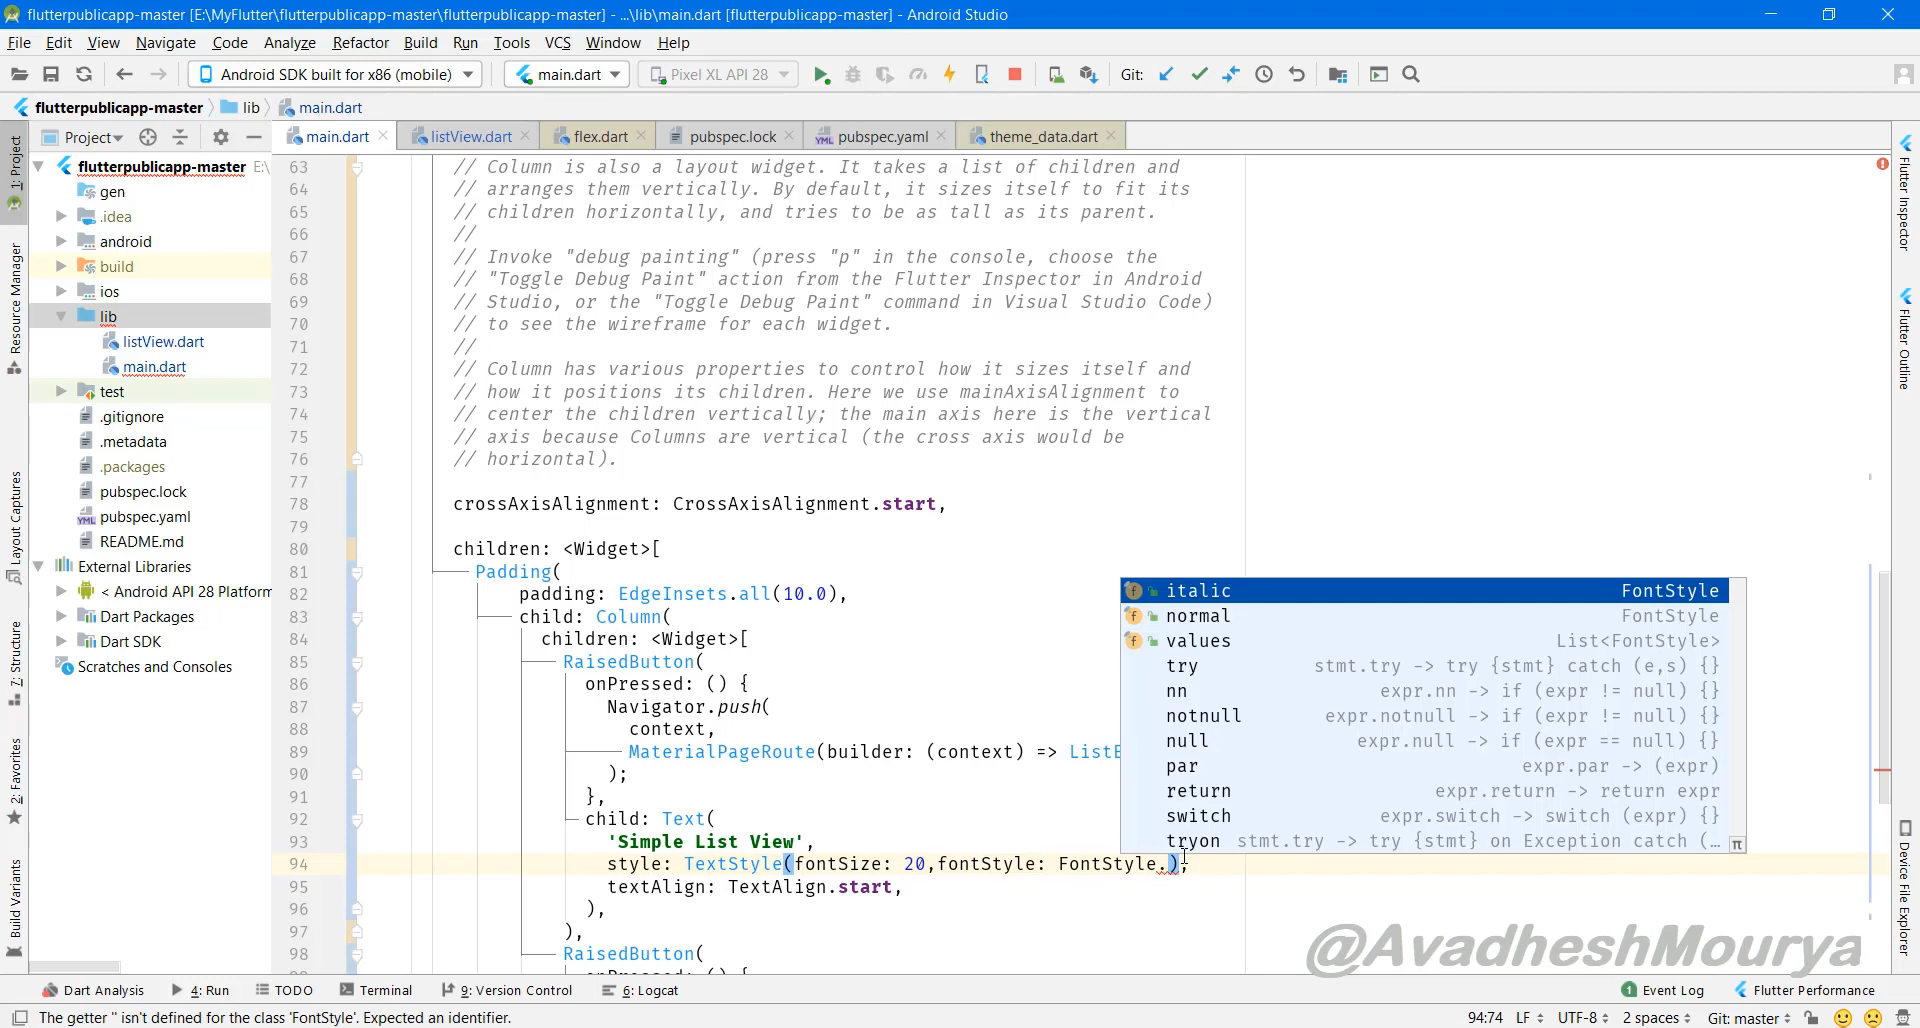 flutterpublicapp-master [E:\MyFlutter\flutterpublicapp-master\flutterpublicapp-master] - ...\lib\main.dart [flutterpublicapp-master] - Android Studio
File Edit View Navigate Code Analyze Refactor Build Run Tools VCS Window Help
Android SDK built for x86 (mobile) main.dart Pixel XL API 28 Git:
flutterpublicapp-master lib main.dart
Project main.dart listView.dart flex.dart pubspec.lock pubspec.yaml theme_data.dart
1: Project
Resource Manager
Layout Captures
7: Structure
2: Favorites
Build Variants
flutterpublicapp-master E:\
gen
.idea
android
build
ios
lib
listView.dart
main.dart
test
.gitignore
.metadata
.packages
pubspec.lock
YML pubspec.yaml
README.md
External Libraries
< Android API 28 Platform
Dart Packages
Dart SDK
Scratches and Consoles
63 // Column is also a layout widget. It takes a list of children and
64 // arranges them vertically. By default, it sizes itself to fit its
65 // children horizontally, and tries to be as tall as its parent.
66 //
67 // Invoke "debug painting" (press "p" in the console, choose the
68 // "Toggle Debug Paint" action from the Flutter Inspector in Android
69 // Studio, or the "Toggle Debug Paint" command in Visual Studio Code)
70 // to see the wireframe for each widget.
71 //
72 // Column has various properties to control how it sizes itself and
73 // how it positions its children. Here we use mainAxisAlignment to
74 // center the children vertically; the main axis here is the vertical
75 // axis because Columns are vertical (the cross axis would be
76 // horizontal).
77
78 crossAxisAlignment: CrossAxisAlignment.start,
79
80 children: <Widget>[
81 Padding(
82 padding: EdgeInsets.all(10.0),
83 child: Column(
84 children: <Widget>[
85 RaisedButton(
86 onPressed: () {
87 Navigator.push(
88 context,
89 MaterialPageRoute(builder: (context) => ListE
90 );
91 },
92 child: Text(
93 'Simple List View',
94 style: TextStyle(fontSize: 20,fontStyle: FontStyle.),
95 textAlign: TextAlign.start,
96 ),
97 ),
98 RaisedButton(
onPressed: () {
italic FontStyle
normal FontStyle
values List<FontStyle>
try stmt.try -> try {stmt} catch (e,s) {}
nn expr.nn -> if (expr != null) {}
notnull expr.notnull -> if (expr != null) {}
null expr.null -> if (expr == null) {}
par expr.par -> (expr)
return expr.return -> return expr
switch expr.switch -> switch (expr) {}
tryon stmt.try -> try {stmt} on Exception catch (… π
Flutter Inspector
Flutter Outline
Device File Explorer
@AvadheshMourya
Dart Analysis 4: Run TODO Terminal 9: Version Control 6: Logcat 1 Event Log Flutter Performance
The getter '' isn't defined for the class 'FontStyle'. Expected an identifier. 94:74 LF UTF-8 2 spaces Git: master